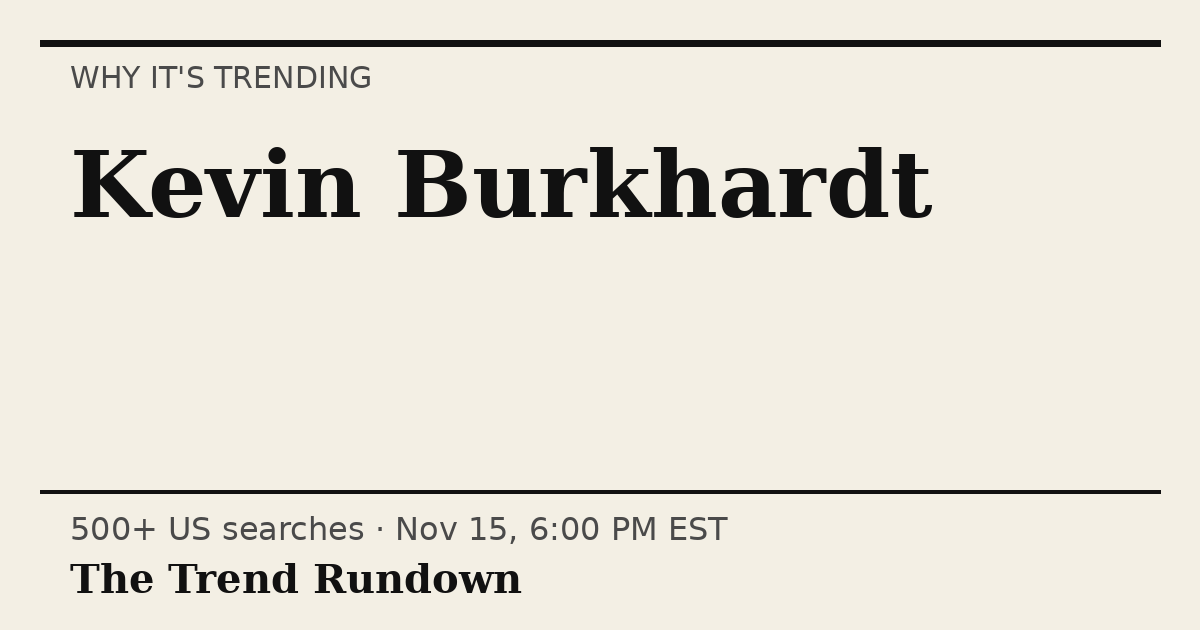 WHY IT'S TRENDING
Kevin Burkhardt
500+ US searches · Nov 15, 6:00 PM EST
The Trend Rundown